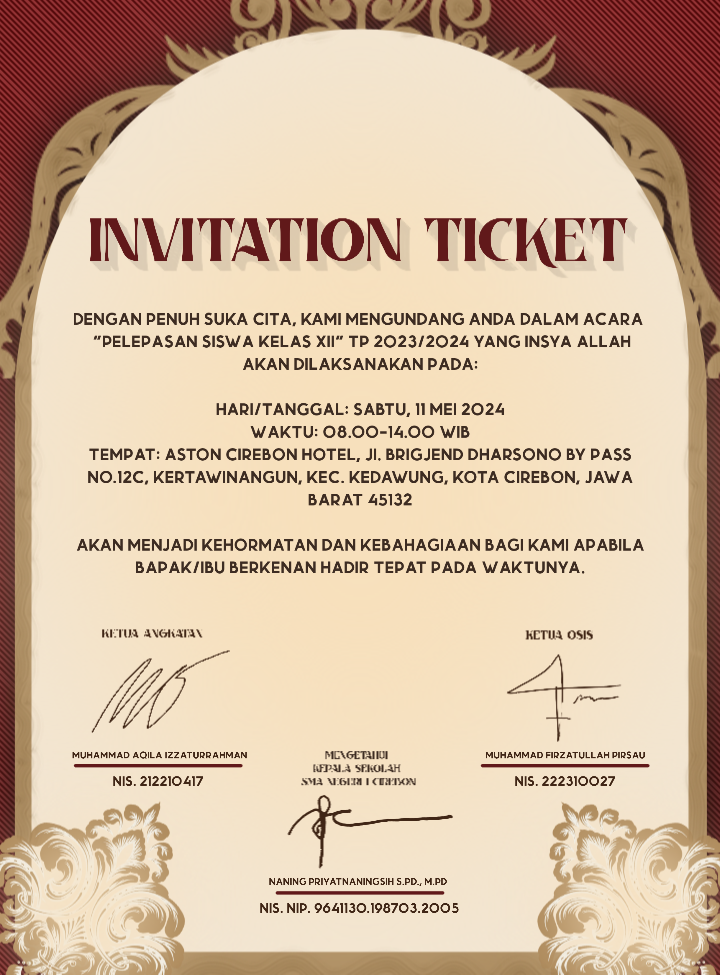 INVITATION TICKET
DENGAN PENUH SUKA CITA, KAMI MENGUNDANG ANDA DALAM ACARA
"PELEPASAN SISWA KELAS XII" TP 2023/2024 YANG INSYA ALLAH
AKAN DILAKSANAKAN PADA:
HARI/TANGGAL: SABTU, 11 MEI 2024
WAKTU: 08.00-14.00 WIB
TEMPAT: ASTON CIREBON HOTEL, Jl. BRIGJEND DHARSONO BY PASS
NO.12C, KERTAWINANGUN, KEC. KEDAWUNG, KOTA CIREBON, JAWA
BARAT 45132
AKAN MENJADI KEHORMATAN DAN KEBAHAGIAAN BAGI KAMI APABILA
BAPAK/IBU BERKENAN HADIR TEPAT PADA WAKTUNYA.
KETUA ANGKATAN
KETUA OSIS
MUHAMMAD AQILA IZZATURRAHMAN
MUHAMMAD FIRZATULLAH PIRSAU
NIS. 212210417
NIS. 222310027
MENGETAHUI
KEPALA SEKOLAH
SMA NEGERI 1 CIREBON
NANING PRIYATNANINGSIH S.PD., M.PD
NIS. NIP. 9641130.198703.2005